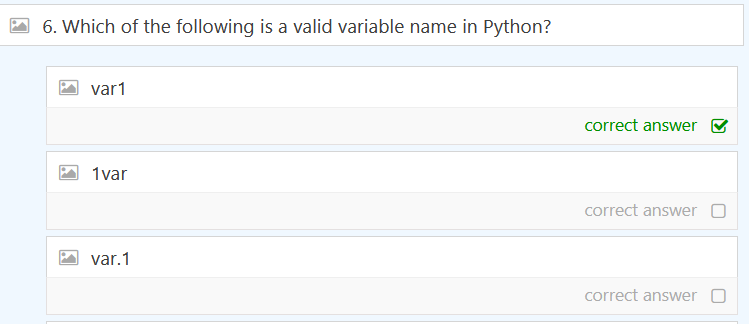 6. Which of the following is a valid variable name in Python?
var1
correct answer
1var
correct answer
var.1
correct answer